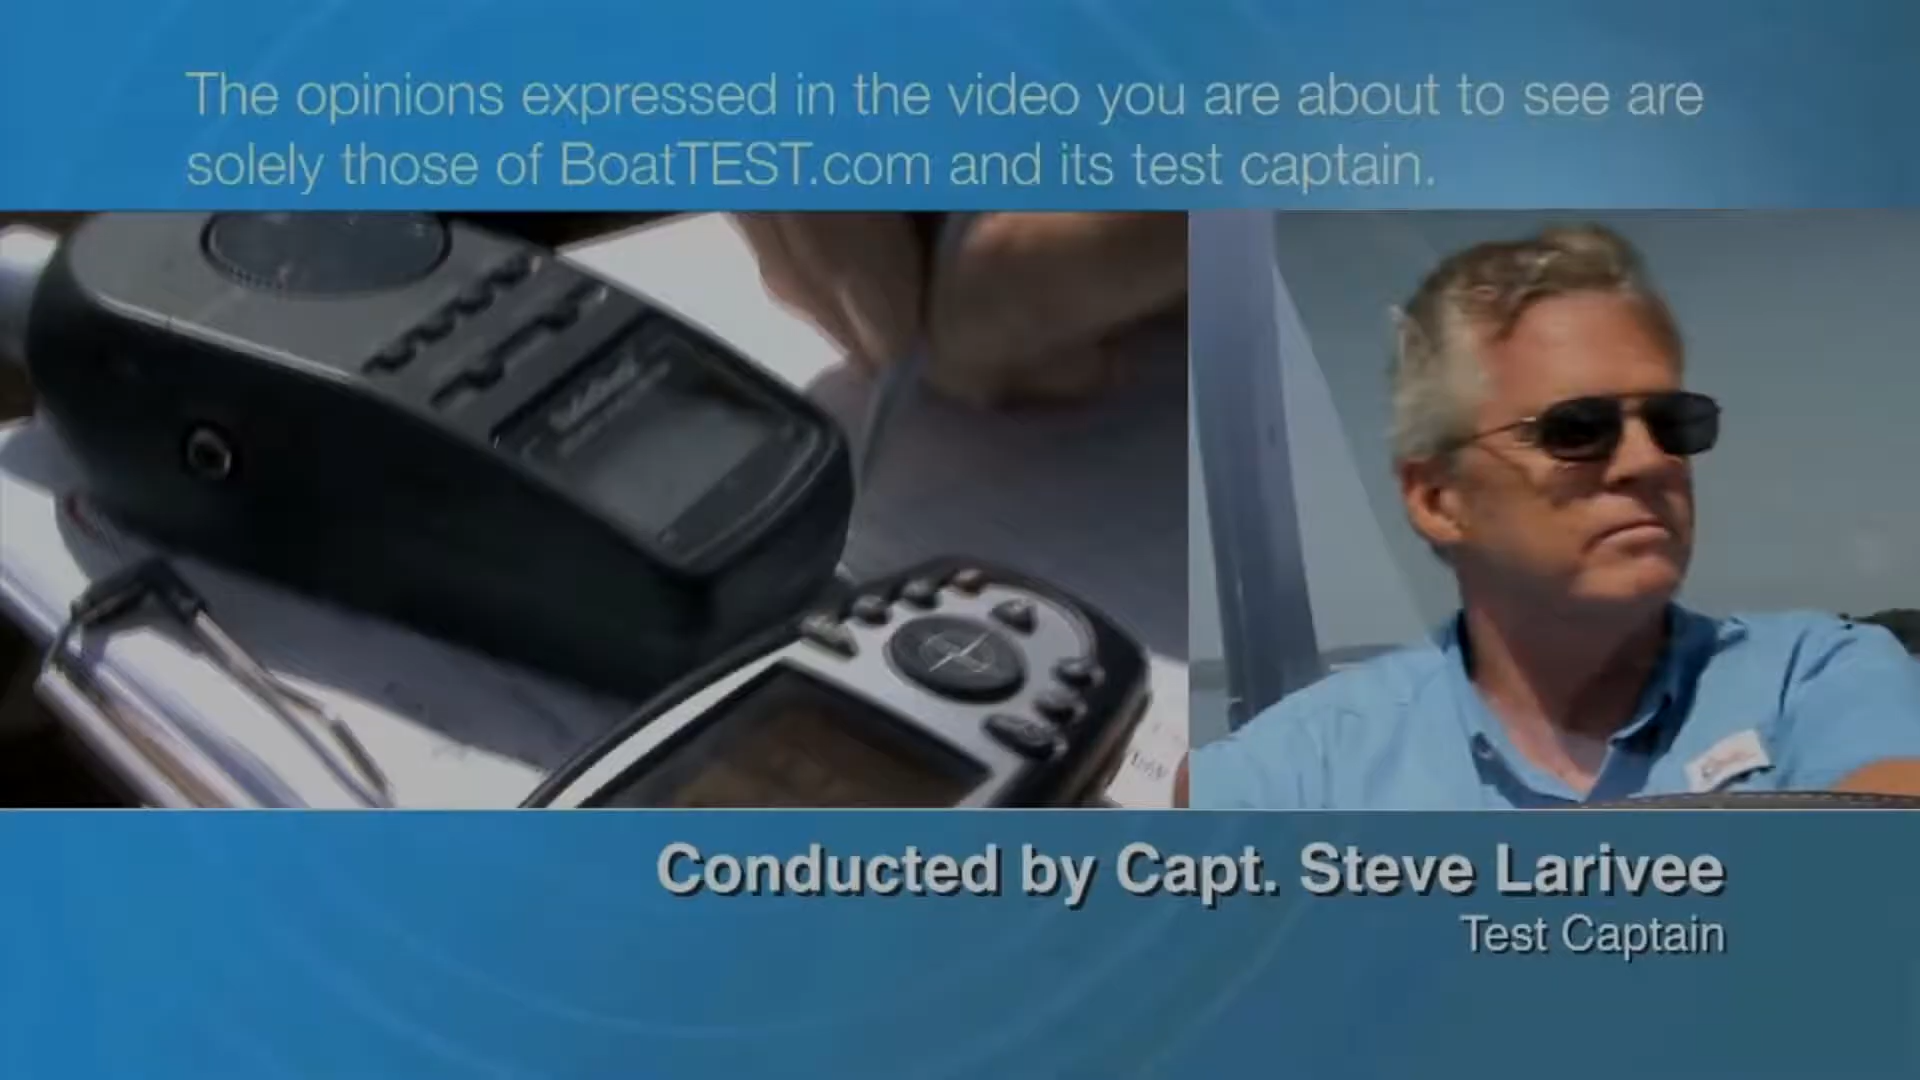 The opinions expressed in the video you are about to see are
solely those of BoatTEST.com and its test captain.
Conducted by Capt. Steve Larivee
Test Captain